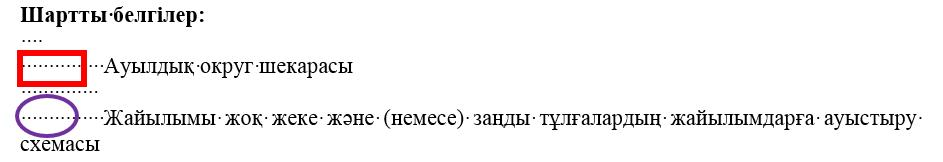 Шартты белгілер:
Ауылдық округ шекарасы
Жайылымы жоқ жеке және (немесе) заңды тұлғалардың жайылымдарға ауыстыру
схемасы